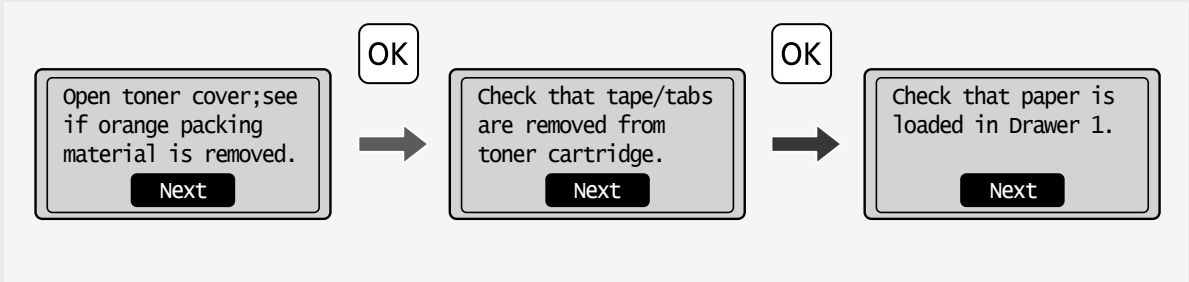 OK
OK
Open toner cover;see
if orange packing
material is removed.
Next
Check that tape/tabs
are removed from
toner cartridge.
Next
Check that paper is
loaded in Drawer 1.
Next